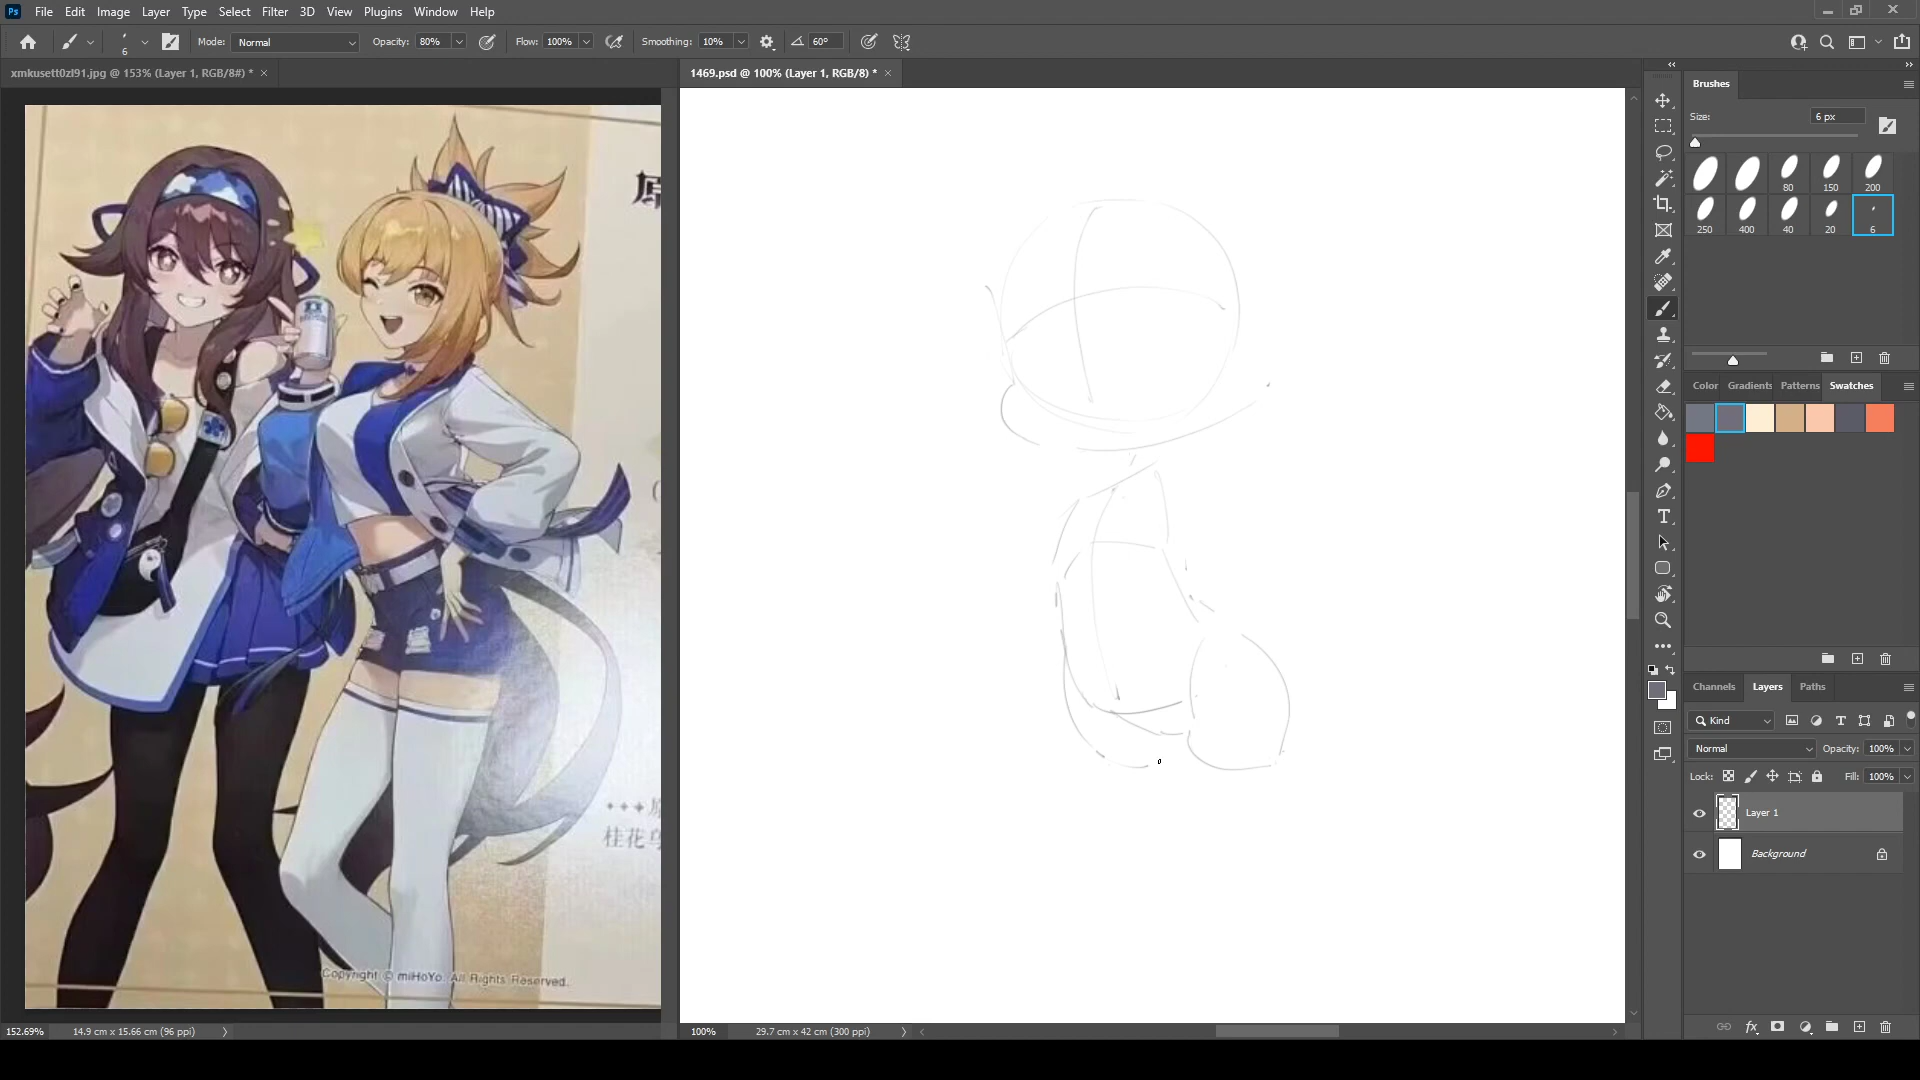 Ps File Edit Image Layer Type Select Filter 3D View Plugins Window Help
6 Mode: Normal Opacity: 80% Flow: 100% Smoothing: 10% 60°
xmkusett0zl91.jpg @ 153% (Layer 1, RGB/8#) * ×
1469.psd @ 100% (Layer 1, RGB/8) * ×
原
桂花
Copyright © miHoYo. All Rights Reserved.
152.69% 14.9 cm x 15.66 cm (96 ppi)
100% 29.7 cm x 42 cm (300 ppi)
Brushes
Size: 6 px
80 150 200
250 400 40 20 6
Color Gradients Patterns Swatches
Channels Layers Paths
Kind
Normal Opacity: 100%
Lock: Fill: 100%
Layer 1
Background
fx